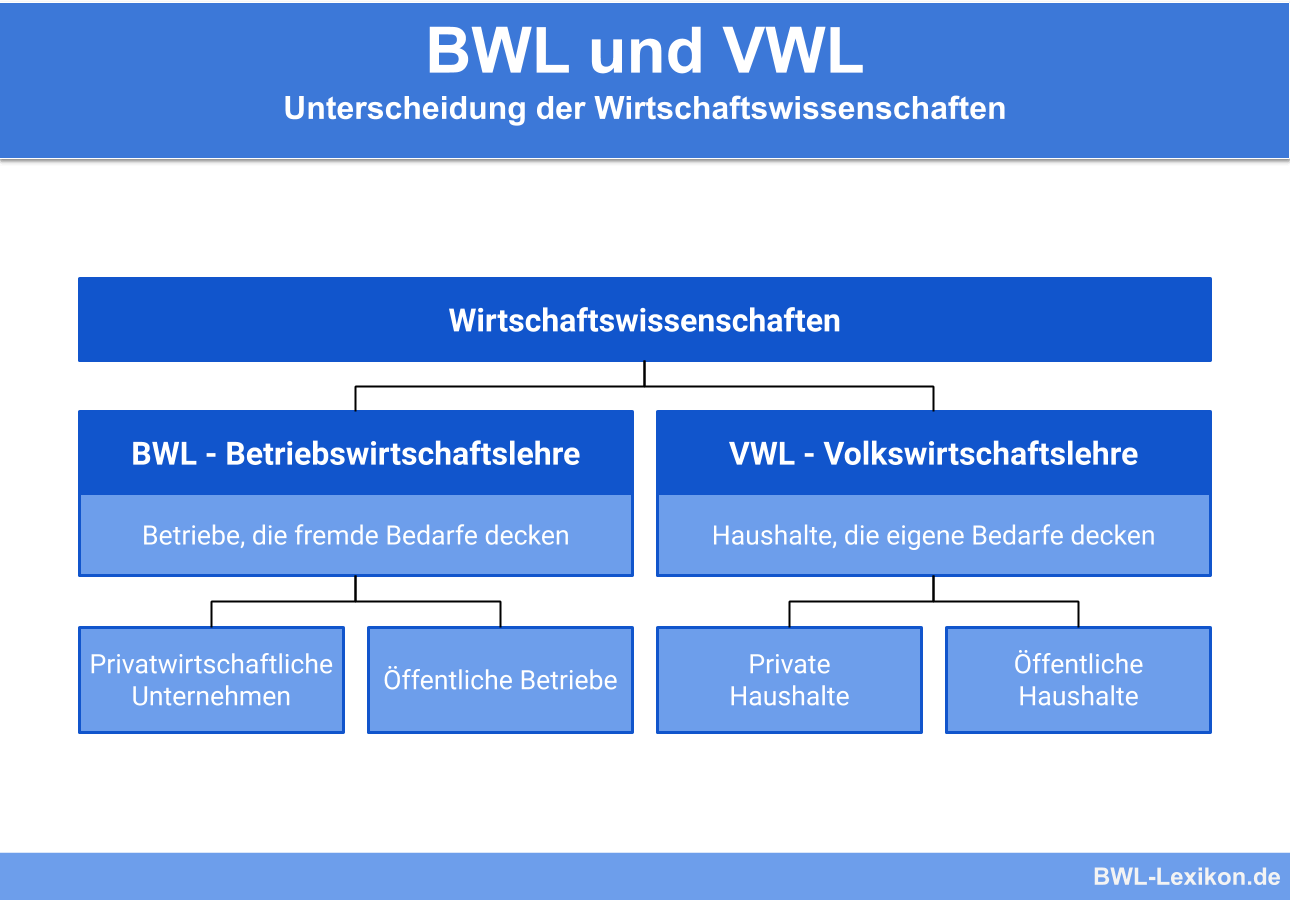 BWL und VWL
Unterscheidung der Wirtschaftswissenschaften
Wirtschaftswissenschaften
BWL - Betriebswirtschaftslehre
Betriebe, die fremde Bedarfe decken
VWL - Volkswirtschaftslehre
Haushalte, die eigene Bedarfe decken
Privatwirtschaftliche
Unternehmen
Öffentliche Betriebe
Private
Haushalte
Öffentliche
Haushalte
BWL-Lexikon.de